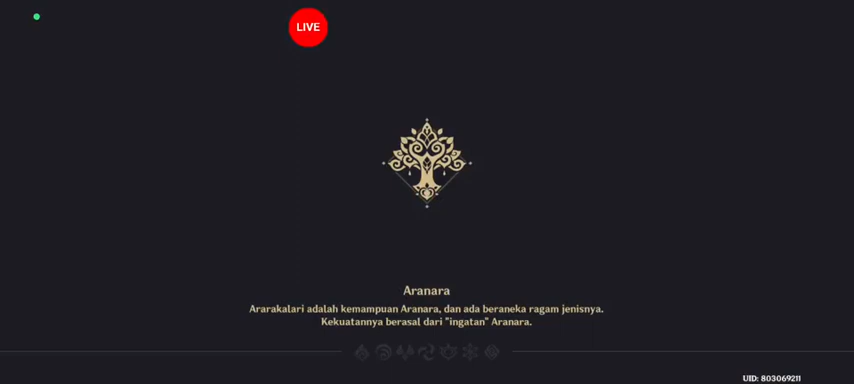 LIVE
Aranara
Ararakalari adalah kemampuan Aranara, dan ada beraneka ragam jenisnya.
Kekuatannya berasal dari "ingatan" Aranara.
UID: 803069211